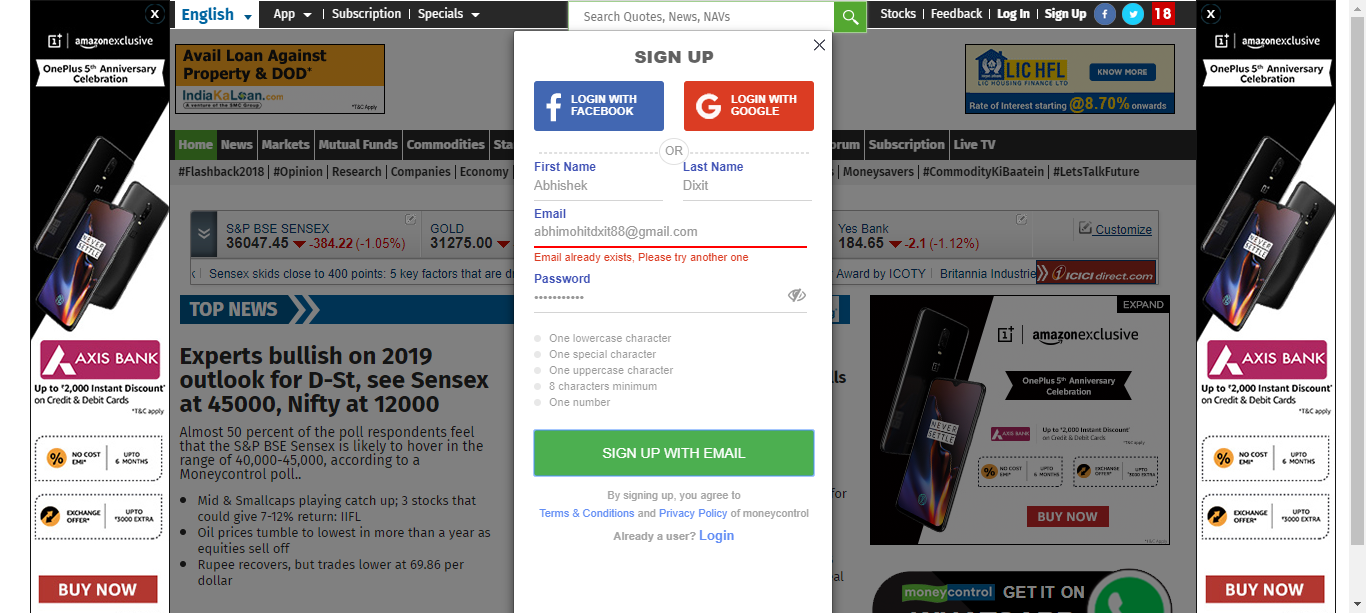 X
1 | amazonexclusive
OnePlus 5th Anniversary
Celebration
NEVER
SETTLE
AXIS BANK
Up to ₹2,000 Instant Discount*
on Credit & Debit Cards
*T&C apply
% NO COST
EMI* UPTO
6 MONTHS
EXCHANGE
OFFER* UPTO
₹3000 EXTRA
BUY NOW
English App | Subscription | Specials
Search Quotes, News, NAVs
Stocks | Feedback | Log In | Sign Up f 18
Avail Loan Against
Property & DOD*
IndiaKaLoan.com
A venture of the SMC Group
*T&C Apply
LIC HFL
LIC HOUSING FINANCE LTD
KNOW MORE
Rate of Interest starting @8.70% onwards
Home News Markets Mutual Funds Commodities Sta
orum Subscription Live TV
#Flashback2018 | #Opinion | Research | Companies | Economy
| Moneysavers | #CommodityKiBaatein | #LetsTalkFuture
S&P BSE SENSEX
36047.45 -384.22 (-1.05%)
GOLD
31275.00
Yes Bank
184.65 -2.1 (-1.12%)
Customize
Sensex skids close to 400 points: 5 key factors that are dr
Award by ICOTY | Britannia Industrie
ICICI direct.com
SIGN UP
LOGIN WITH
FACEBOOK
LOGIN WITH
GOOGLE
OR
First Name Last Name
Abhishek Dixit
Email
abhimohitdxit88@gmail.com
Email already exists, Please try another one
Password
•••••••••••
One lowercase character
One special character
One uppercase character
8 characters minimum
One number
SIGN UP WITH EMAIL
By signing up, you agree to
Terms & Conditions and Privacy Policy of moneycontrol
Already a user? Login
TOP NEWS
Experts bullish on 2019
outlook for D-St, see Sensex
at 45000, Nifty at 12000
Almost 50 percent of the poll respondents feel
that the S&P BSE Sensex is likely to hover in the
range of 40,000-45,000, according to a
Moneycontrol poll..
• Mid & Smallcaps playing catch up; 3 stocks that
could give 7-12% return: IIFL
• Oil prices tumble to lowest in more than a year as
equities sell off
• Rupee recovers, but trades lower at 69.86 per
dollar
ls
for
al
EXPAND
1 | amazonexclusive
OnePlus 5th Anniversary
Celebration
NEVER
SETTLE
AXIS BANK
Up to ₹2,000 Instant Discount*
on Credit & Debit Cards
% NO COST
EMI* UPTO
6 MONTHS
EXCHANGE
OFFER* UPTO
₹3000 EXTRA
BUY NOW
moneycontrol GET IT ON
X
1 | amazonexclusive
OnePlus 5th Anniversary
Celebration
NEVER
SETTLE
AXIS BANK
Up to ₹2,000 Instant Discount*
on Credit & Debit Cards
*T&C apply
% NO COST
EMI* UPTO
6 MONTHS
EXCHANGE
OFFER* UPTO
₹3000 EXTRA
BUY NOW